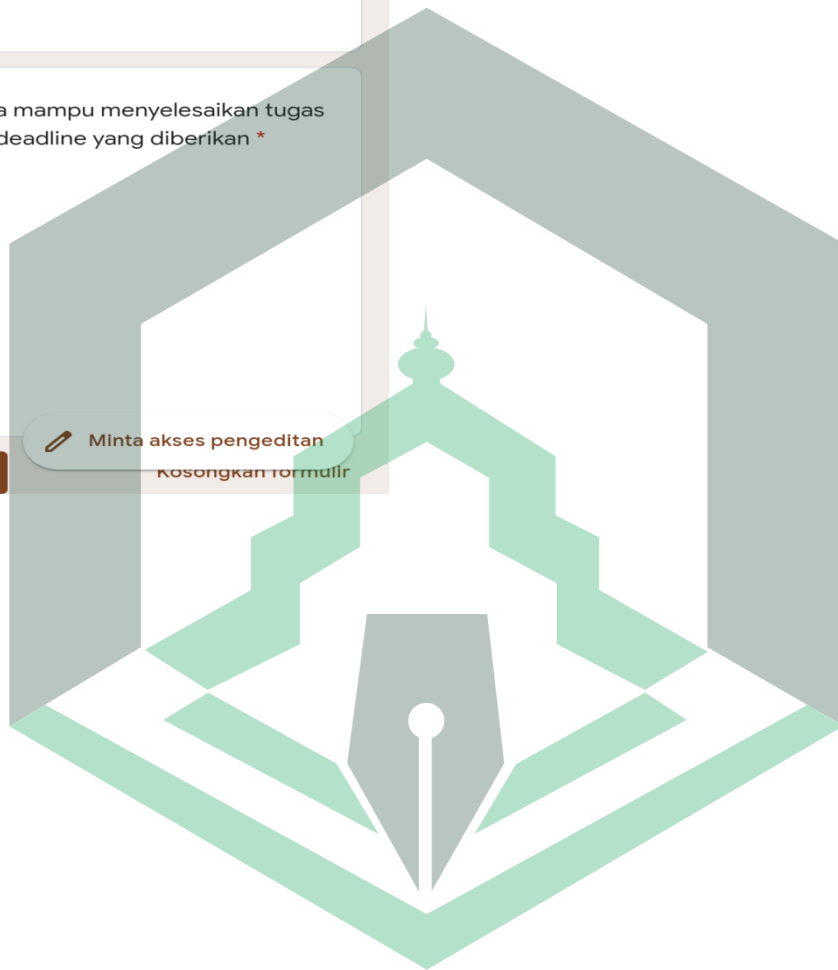 a mampu menyelesaikan tugas
deadline yang diberikan *
Minta akses pengeditan
Kosongkan formulir